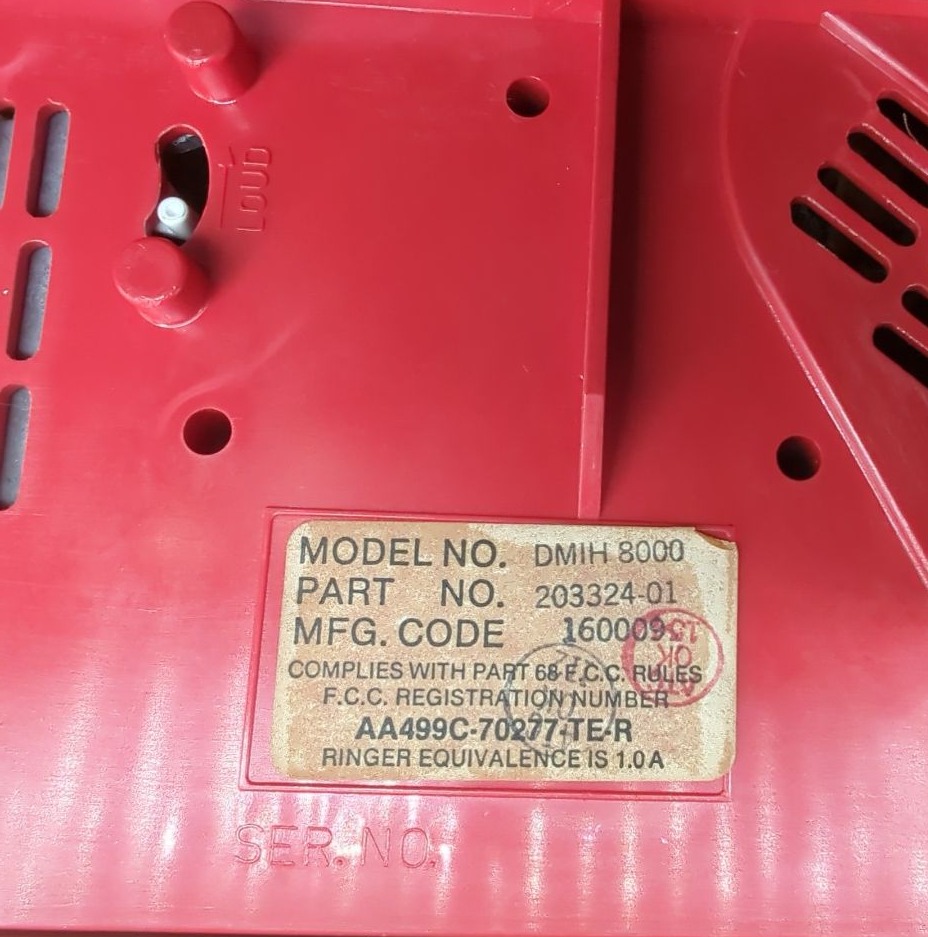 LOUD
MODEL NO. DMIH 8000
PART NO. 203324-01
MFG. CODE 160009
COMPLIES WITH PART 68 F.C.C. RULES
F.C.C. REGISTRATION NUMBER
AA499C-70277-TE-R
RINGER EQUIVALENCE IS 1.0A
OK
SER. NO.